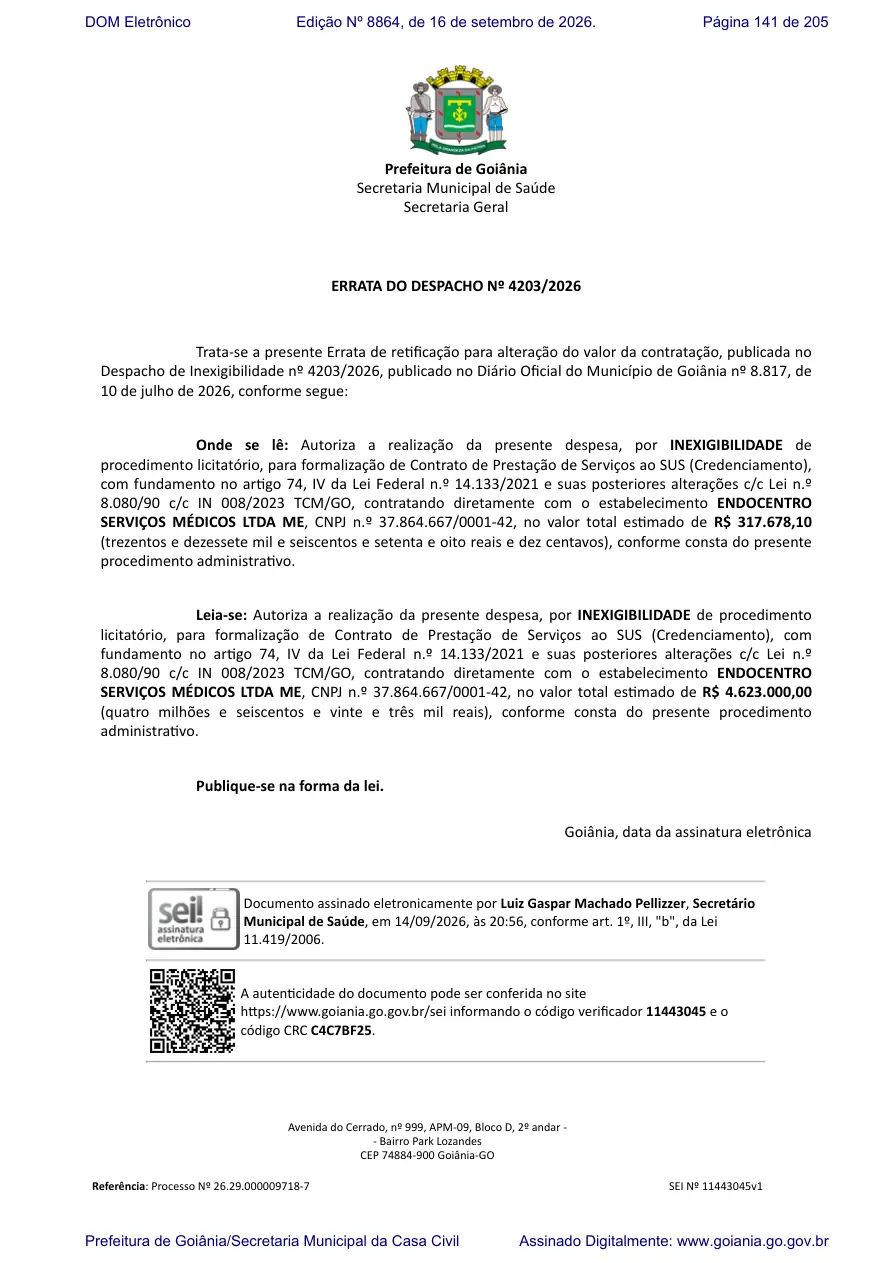 DOM Eletrônico Edição Nº 8864, de 16 de setembro de 2026. Página 141 de 205
PELA GRANDEZA DA PÁTRIA
Prefeitura de Goiânia
Secretaria Municipal de Saúde
Secretaria Geral
ERRATA DO DESPACHO Nº 4203/2026
Trata-se a presente Errata de retificação para alteração do valor da contratação, publicada no
Despacho de Inexigibilidade nº 4203/2026, publicado no Diário Oficial do Município de Goiânia nº 8.817, de
10 de julho de 2026, conforme segue:
Onde se lê: Autoriza a realização da presente despesa, por INEXIGIBILIDADE de
procedimento licitatório, para formalização de Contrato de Prestação de Serviços ao SUS (Credenciamento),
com fundamento no artigo 74, IV da Lei Federal n.º 14.133/2021 e suas posteriores alterações c/c Lei n.º
8.080/90 c/c IN 008/2023 TCM/GO, contratando diretamente com o estabelecimento ENDOCENTRO
SERVIÇOS MÉDICOS LTDA ME, CNPJ n.º 37.864.667/0001-42, no valor total estimado de R$ 317.678,10
(trezentos e dezessete mil e seiscentos e setenta e oito reais e dez centavos), conforme consta do presente
procedimento administrativo.
Leia-se: Autoriza a realização da presente despesa, por INEXIGIBILIDADE de procedimento
licitatório, para formalização de Contrato de Prestação de Serviços ao SUS (Credenciamento), com
fundamento no artigo 74, IV da Lei Federal n.º 14.133/2021 e suas posteriores alterações c/c Lei n.º
8.080/90 c/c IN 008/2023 TCM/GO, contratando diretamente com o estabelecimento ENDOCENTRO
SERVIÇOS MÉDICOS LTDA ME, CNPJ n.º 37.864.667/0001-42, no valor total estimado de R$ 4.623.000,00
(quatro milhões e seiscentos e vinte e três mil reais), conforme consta do presente procedimento
administrativo.
Publique-se na forma da lei.
Goiânia, data da assinatura eletrônica
sei!
assinatura
eletrônica
Documento assinado eletronicamente por Luiz Gaspar Machado Pellizzer, Secretário
Municipal de Saúde, em 14/09/2026, às 20:56, conforme art. 1º, III, "b", da Lei
11.419/2006.
A autenticidade do documento pode ser conferida no site
https://www.goiania.go.gov.br/sei informando o código verificador 11443045 e o
código CRC C4C7BF25.
Avenida do Cerrado, nº 999, APM-09, Bloco D, 2º andar -
- Bairro Park Lozandes
CEP 74884-900 Goiânia-GO
Referência: Processo Nº 26.29.000009718-7 SEI Nº 11443045v1
Prefeitura de Goiânia/Secretaria Municipal da Casa Civil Assinado Digitalmente: www.goiania.go.gov.br